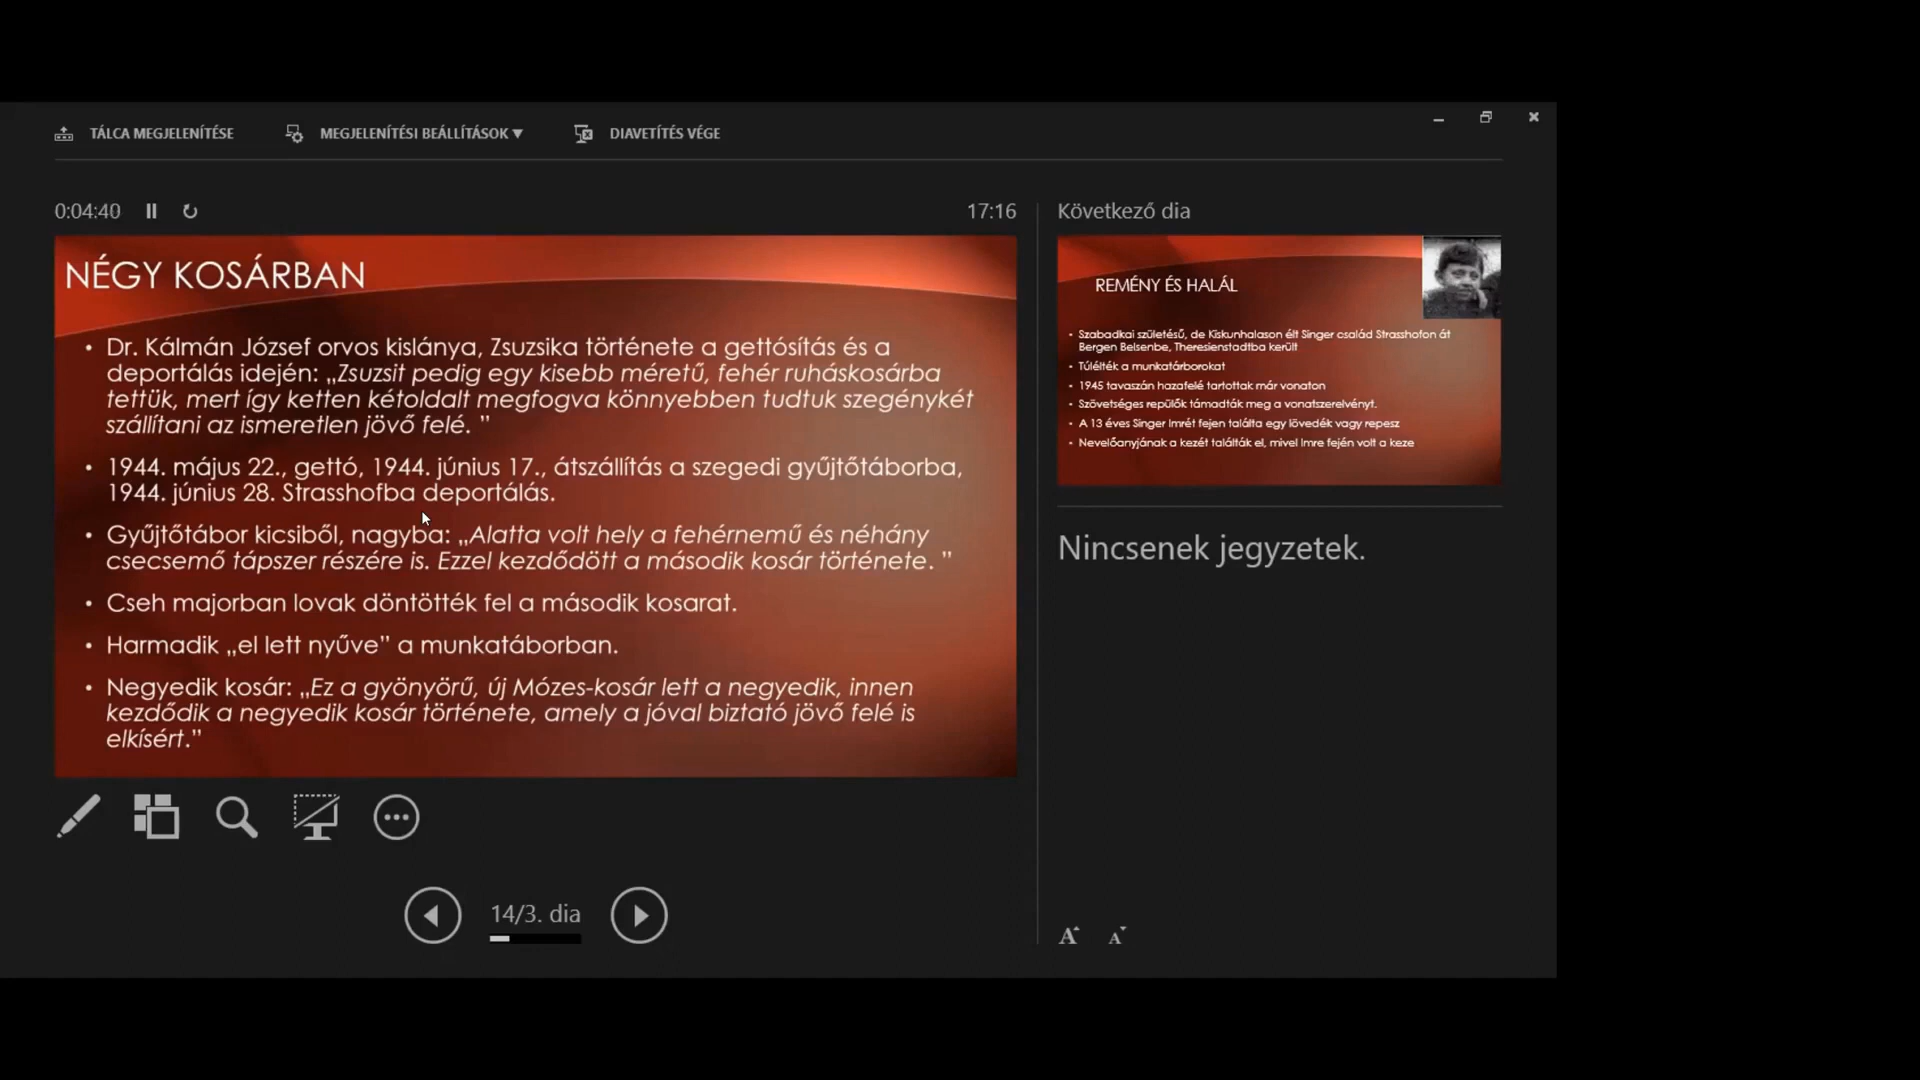 TÁLCA MEGJELENÍTÉSE
MEGJELENÍTÉSI BEÁLLÍTÁSOK ▼
DIAVETÍTÉS VÉGE
0:04:40
17:16
NÉGY KOSÁRBAN
• Dr. Kálmán József orvos kislánya, Zsuzsika története a gettósítás és a
deportálás idején: „Zsuzsit pedig egy kisebb méretű, fehér ruháskosárba
tettük, mert így ketten kétoldalt megfogva könnyebben tudtuk szegénykét
szállítani az ismeretlen jövő felé. ”
• 1944. május 22., gettó, 1944. június 17., átszállítás a szegedi gyűjtőtáborba,
1944. június 28. Strasshofba deportálás.
• Gyűjtőtábor kicsiből, nagyba: „Alatta volt hely a fehérnemű és néhány
csecsemő tápszer részére is. Ezzel kezdődött a második kosár története. ”
• Cseh majorban lovak döntötték fel a második kosarat.
• Harmadik „el lett nyűve” a munkatáborban.
• Negyedik kosár: „Ez a gyönyörű, új Mózes-kosár lett a negyedik, innen
kezdődik a negyedik kosár története, amely a jóval biztató jövő felé is
elkísért.”
14/3. dia
Következő dia
REMÉNY ÉS HALÁL
• Szabadkai születésű, de Kiskunhalason élt Singer család Strasshofon át
Bergen Belsenbe, Theresienstadtba került
• Túlélték a munkatárborokat
• 1945 tavaszán hazafelé tartottak már vonaton
• Szövetséges repülők támadták meg a vonatszerelvényt.
• A 13 éves Singer Imrét fejen találta egy lövedék vagy repesz
• Nevelőanyjának a kezét találták el, mivel Imre fején volt a keze
Nincsenek jegyzetek.
A A